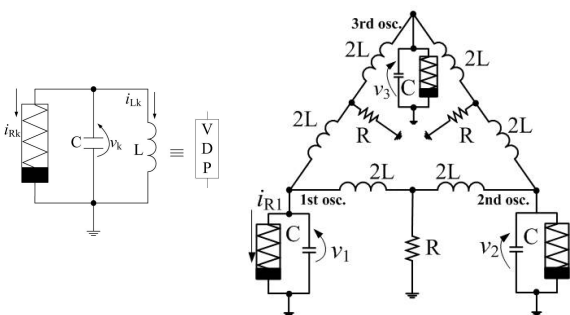 i_Rk
C
v_k
i_Lk
L
≡
V
D
P
3rd osc.
2L
2L
v_3
C
2L
R
R
2L
1st osc.
2L
2L
2nd osc.
i_R1
C
v_1
R
v_2
C